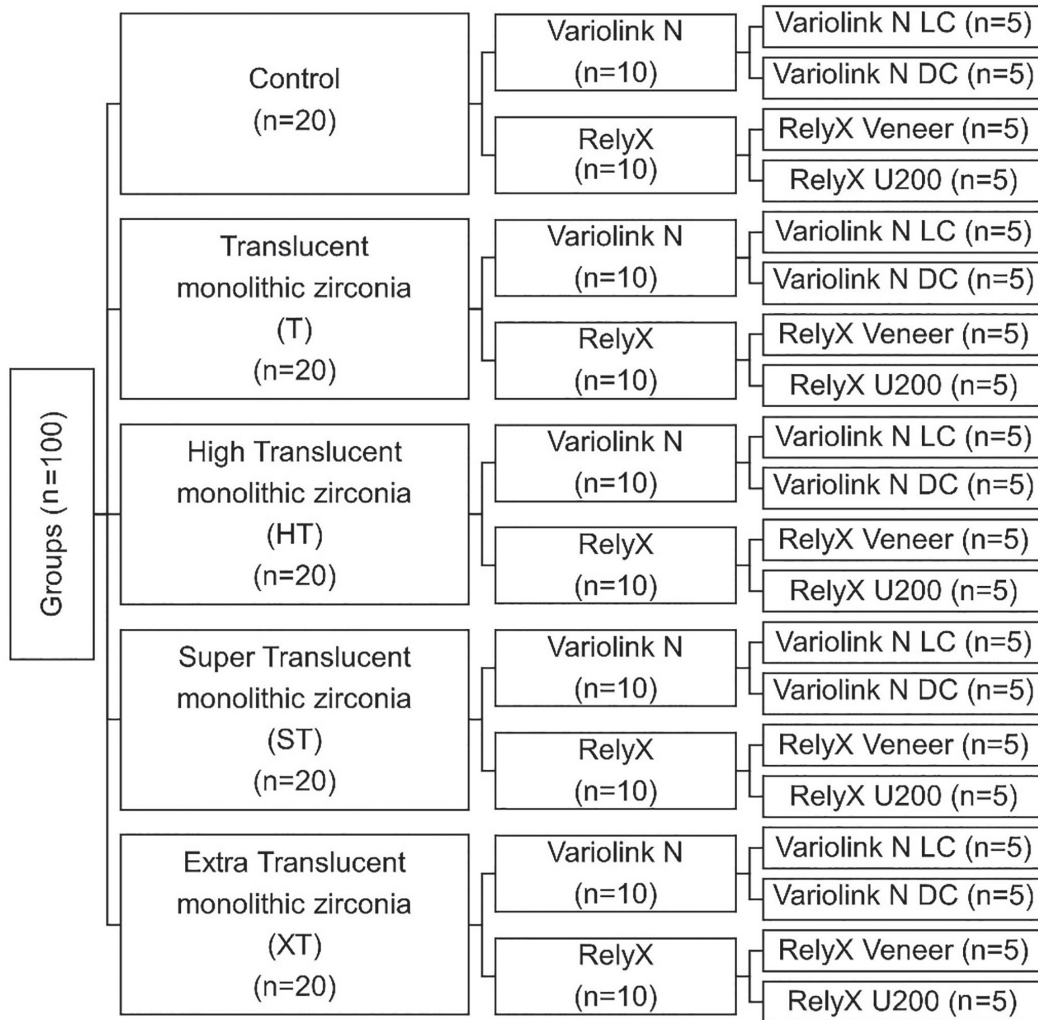 Groups (n=100)
Control
(n=20)
Variolink N
(n=10)
Variolink N LC (n=5)
Variolink N DC (n=5)
RelyX
(n=10)
RelyX Veneer (n=5)
RelyX U200 (n=5)
Translucent
monolithic zirconia
(T)
(n=20)
Variolink N
(n=10)
Variolink N LC (n=5)
Variolink N DC (n=5)
RelyX
(n=10)
RelyX Veneer (n=5)
RelyX U200 (n=5)
High Translucent
monolithic zirconia
(HT)
(n=20)
Variolink N
(n=10)
Variolink N LC (n=5)
Variolink N DC (n=5)
RelyX
(n=10)
RelyX Veneer (n=5)
RelyX U200 (n=5)
Super Translucent
monolithic zirconia
(ST)
(n=20)
Variolink N
(n=10)
Variolink N LC (n=5)
Variolink N DC (n=5)
RelyX
(n=10)
RelyX Veneer (n=5)
RelyX U200 (n=5)
Extra Translucent
monolithic zirconia
(XT)
(n=20)
Variolink N
(n=10)
Variolink N LC (n=5)
Variolink N DC (n=5)
RelyX
(n=10)
RelyX Veneer (n=5)
RelyX U200 (n=5)